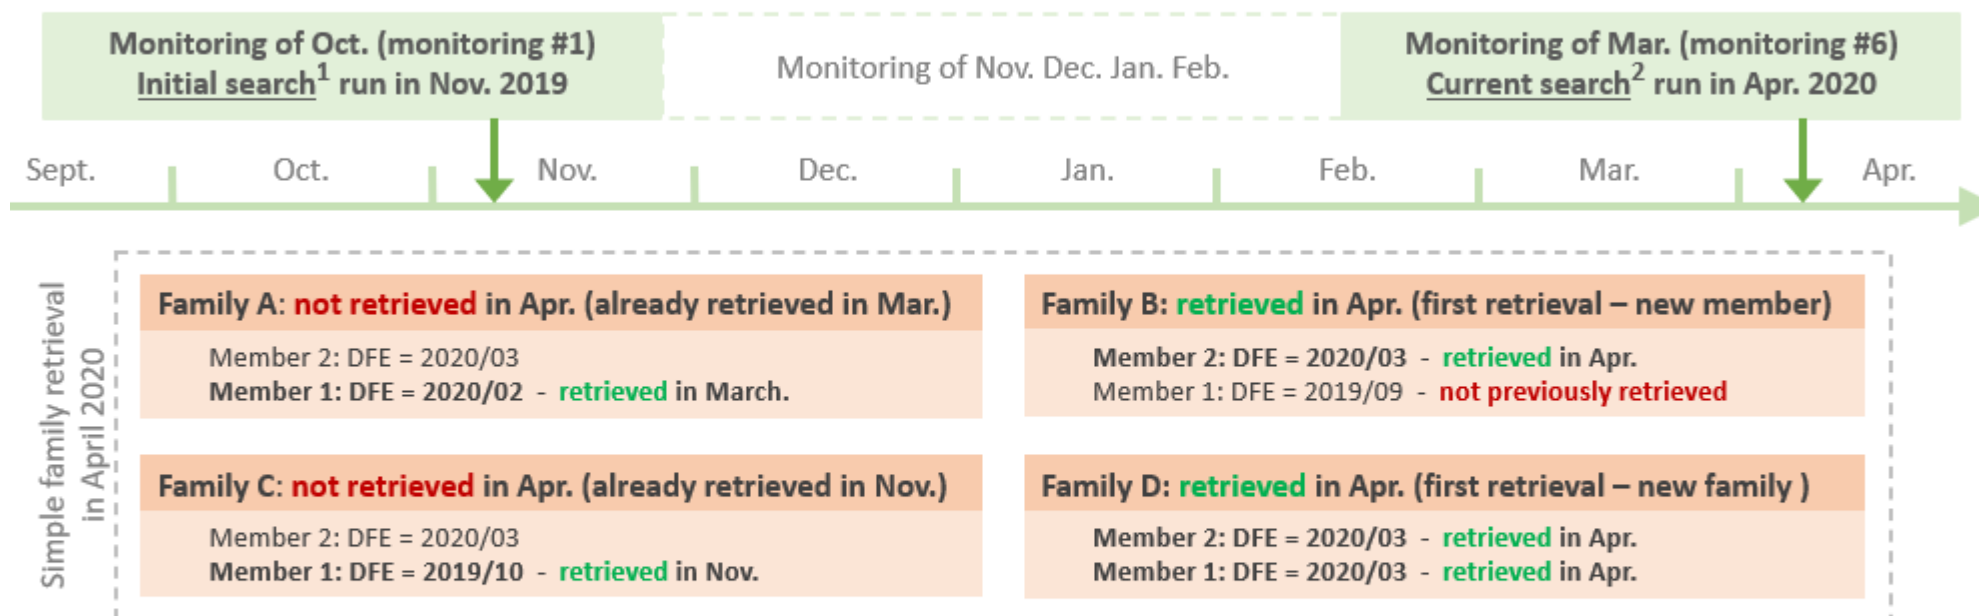 Monitoring of Oct. (monitoring #1)
Initial search1 run in Nov. 2019
Monitoring of Nov. Dec. Jan. Feb.
Monitoring of Mar. (monitoring #6)
Current search2 run in Apr. 2020
Sept. Oct. Nov. Dec. Jan. Feb. Mar. Apr.
Simple family retrieval
in April 2020
Family A: not retrieved in Apr. (already retrieved in Mar.)
Member 2: DFE = 2020/03
Member 1: DFE = 2020/02 - retrieved in March.
Family B: retrieved in Apr. (first retrieval – new member)
Member 2: DFE = 2020/03 - retrieved in Apr.
Member 1: DFE = 2019/09 - not previously retrieved
Family C: not retrieved in Apr. (already retrieved in Nov.)
Member 2: DFE = 2020/03
Member 1: DFE = 2019/10 - retrieved in Nov.
Family D: retrieved in Apr. (first retrieval – new family )
Member 2: DFE = 2020/03 - retrieved in Apr.
Member 1: DFE = 2020/03 - retrieved in Apr.